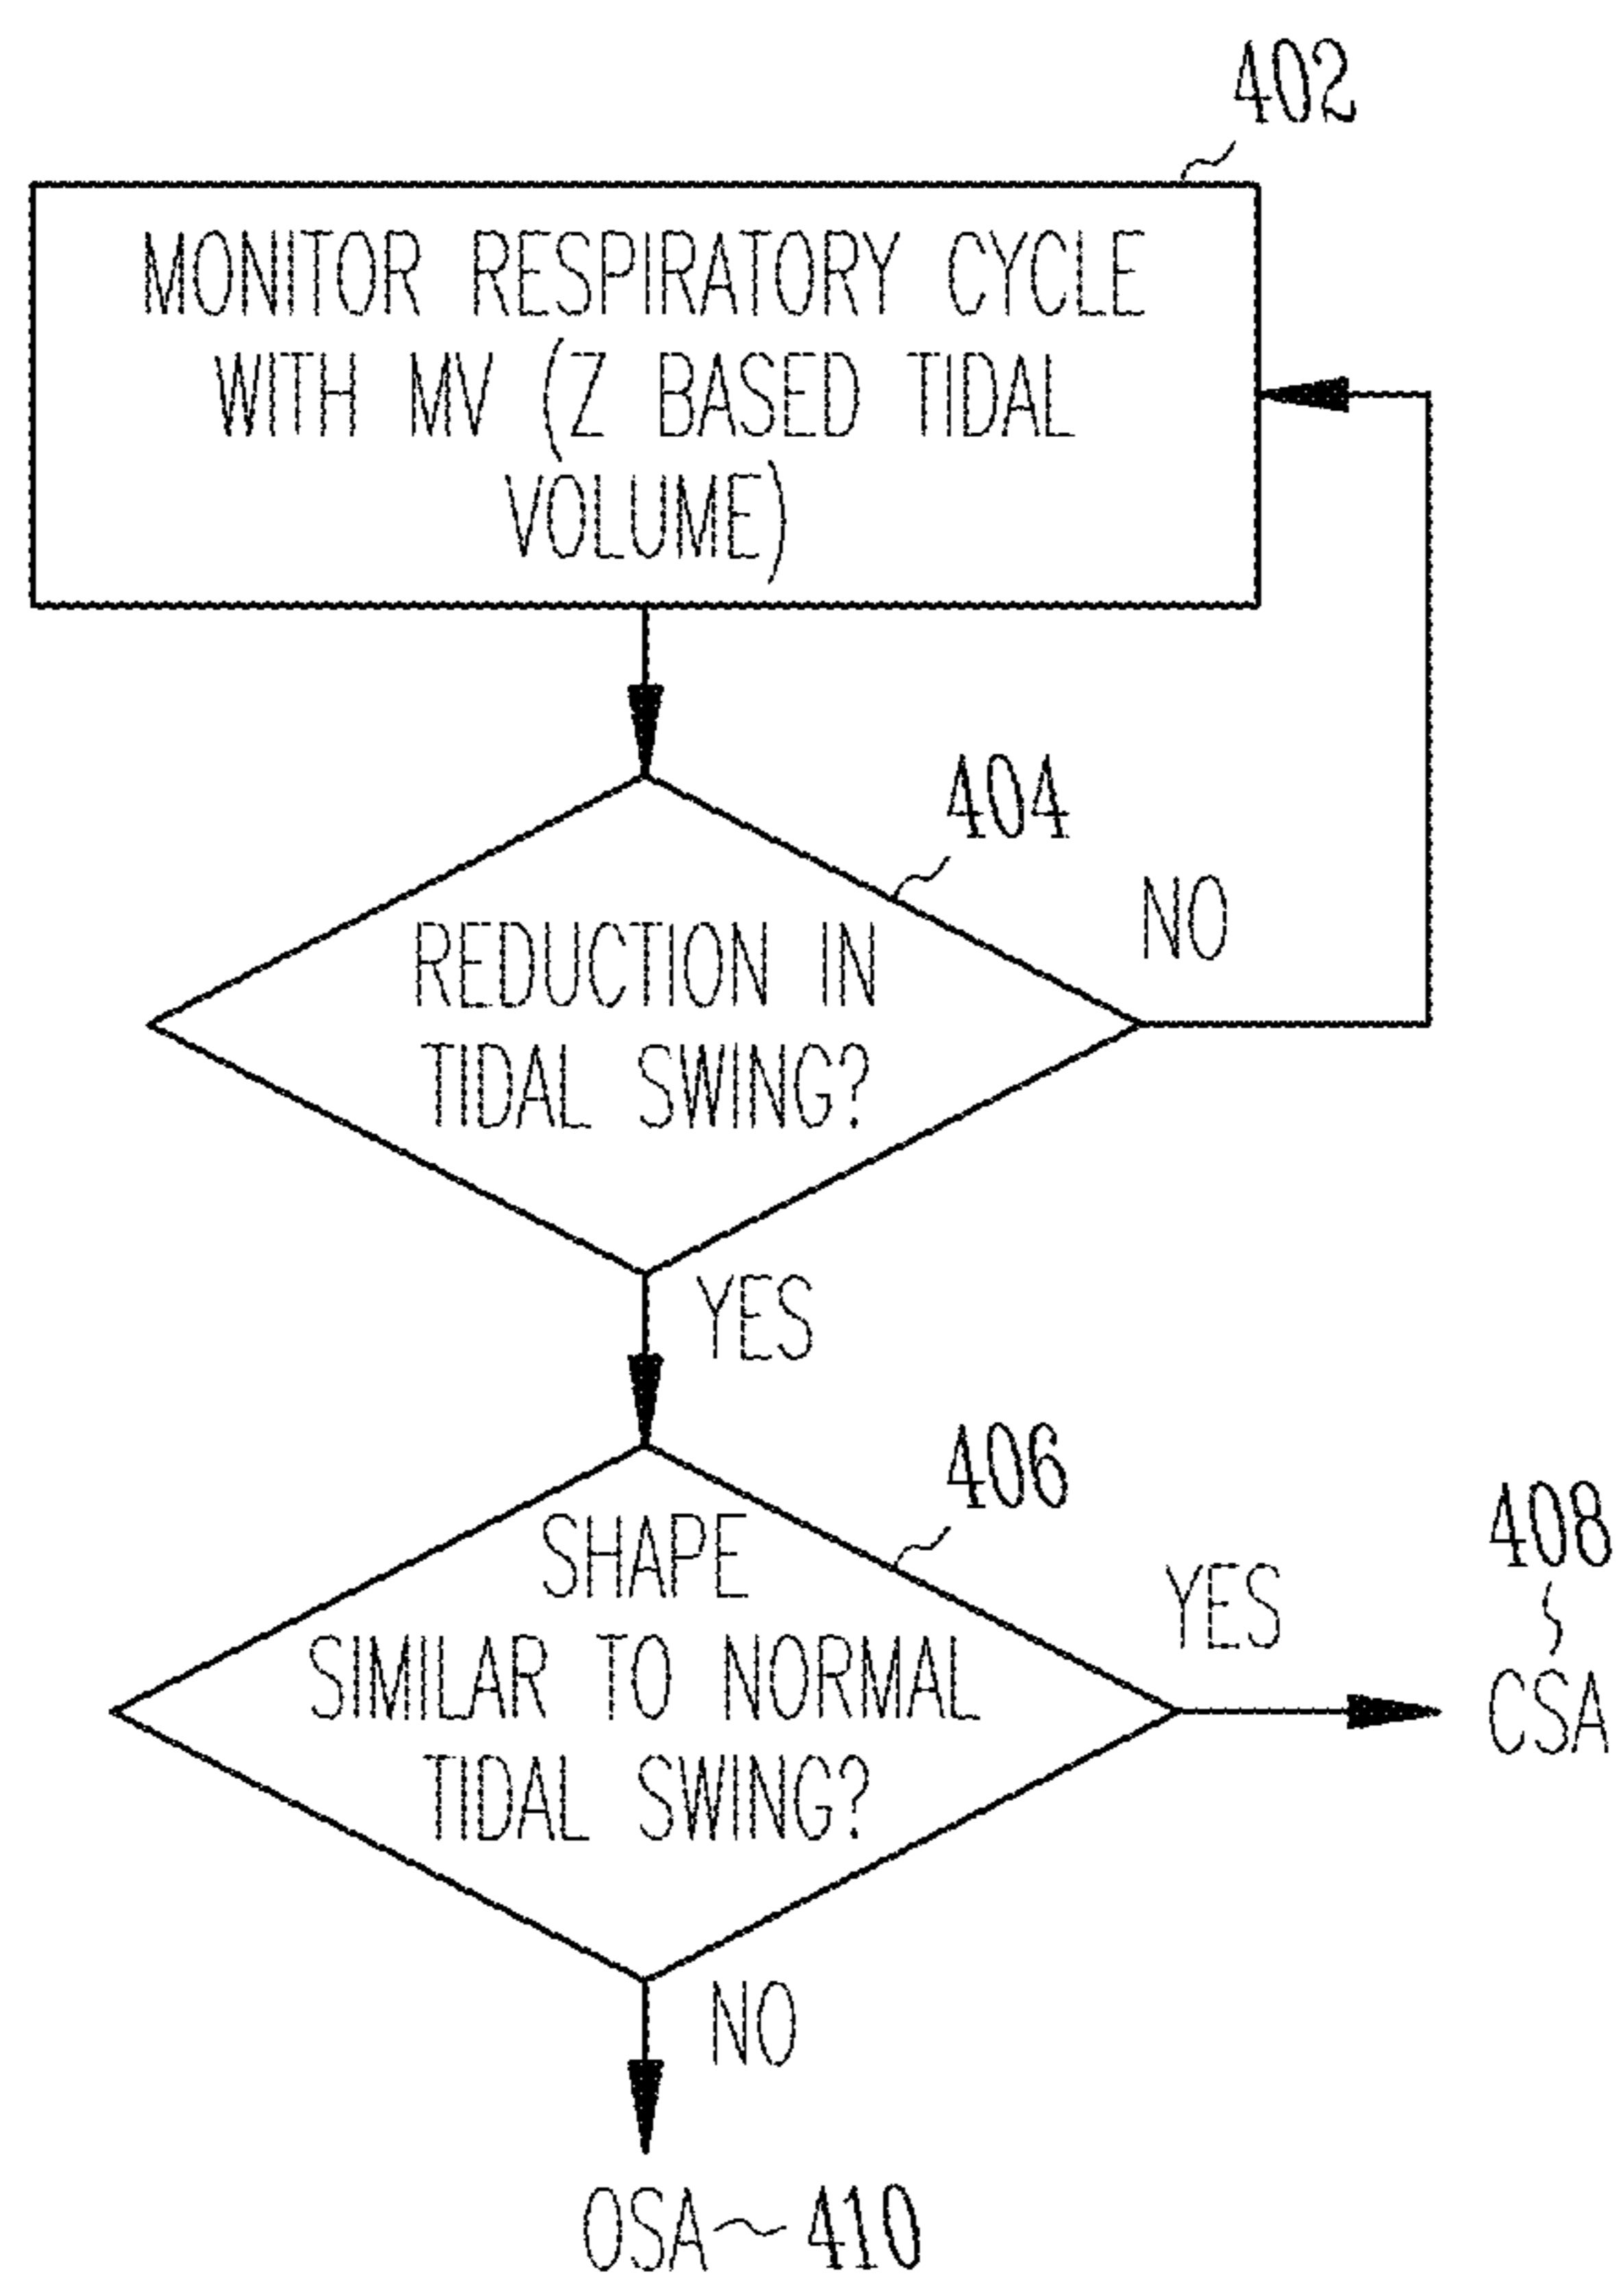 402
MONITOR RESPIRATORY CYCLE
WITH MV (Z BASED TIDAL
VOLUME)
404
NO
REDUCTION IN
TIDAL SWING?
YES
406
408
SHAPE
YES
SIMILAR TO NORMAL
CSA
TIDAL SWING?
NO
OSA~410